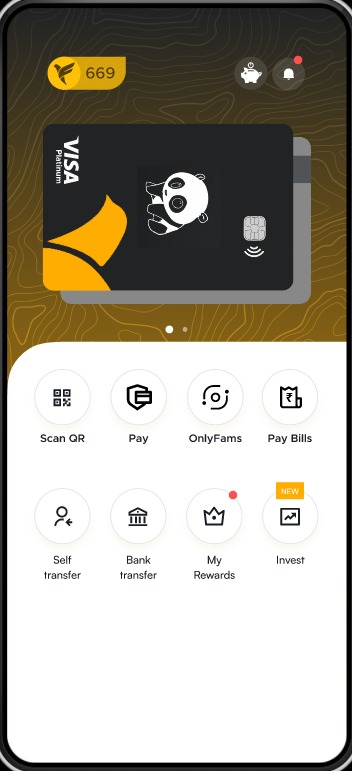 669
VISA
Platinum
Scan QR
Pay
OnlyFams
Pay Bills
₹
NEW
Self
transfer
Bank
transfer
My
Rewards
Invest